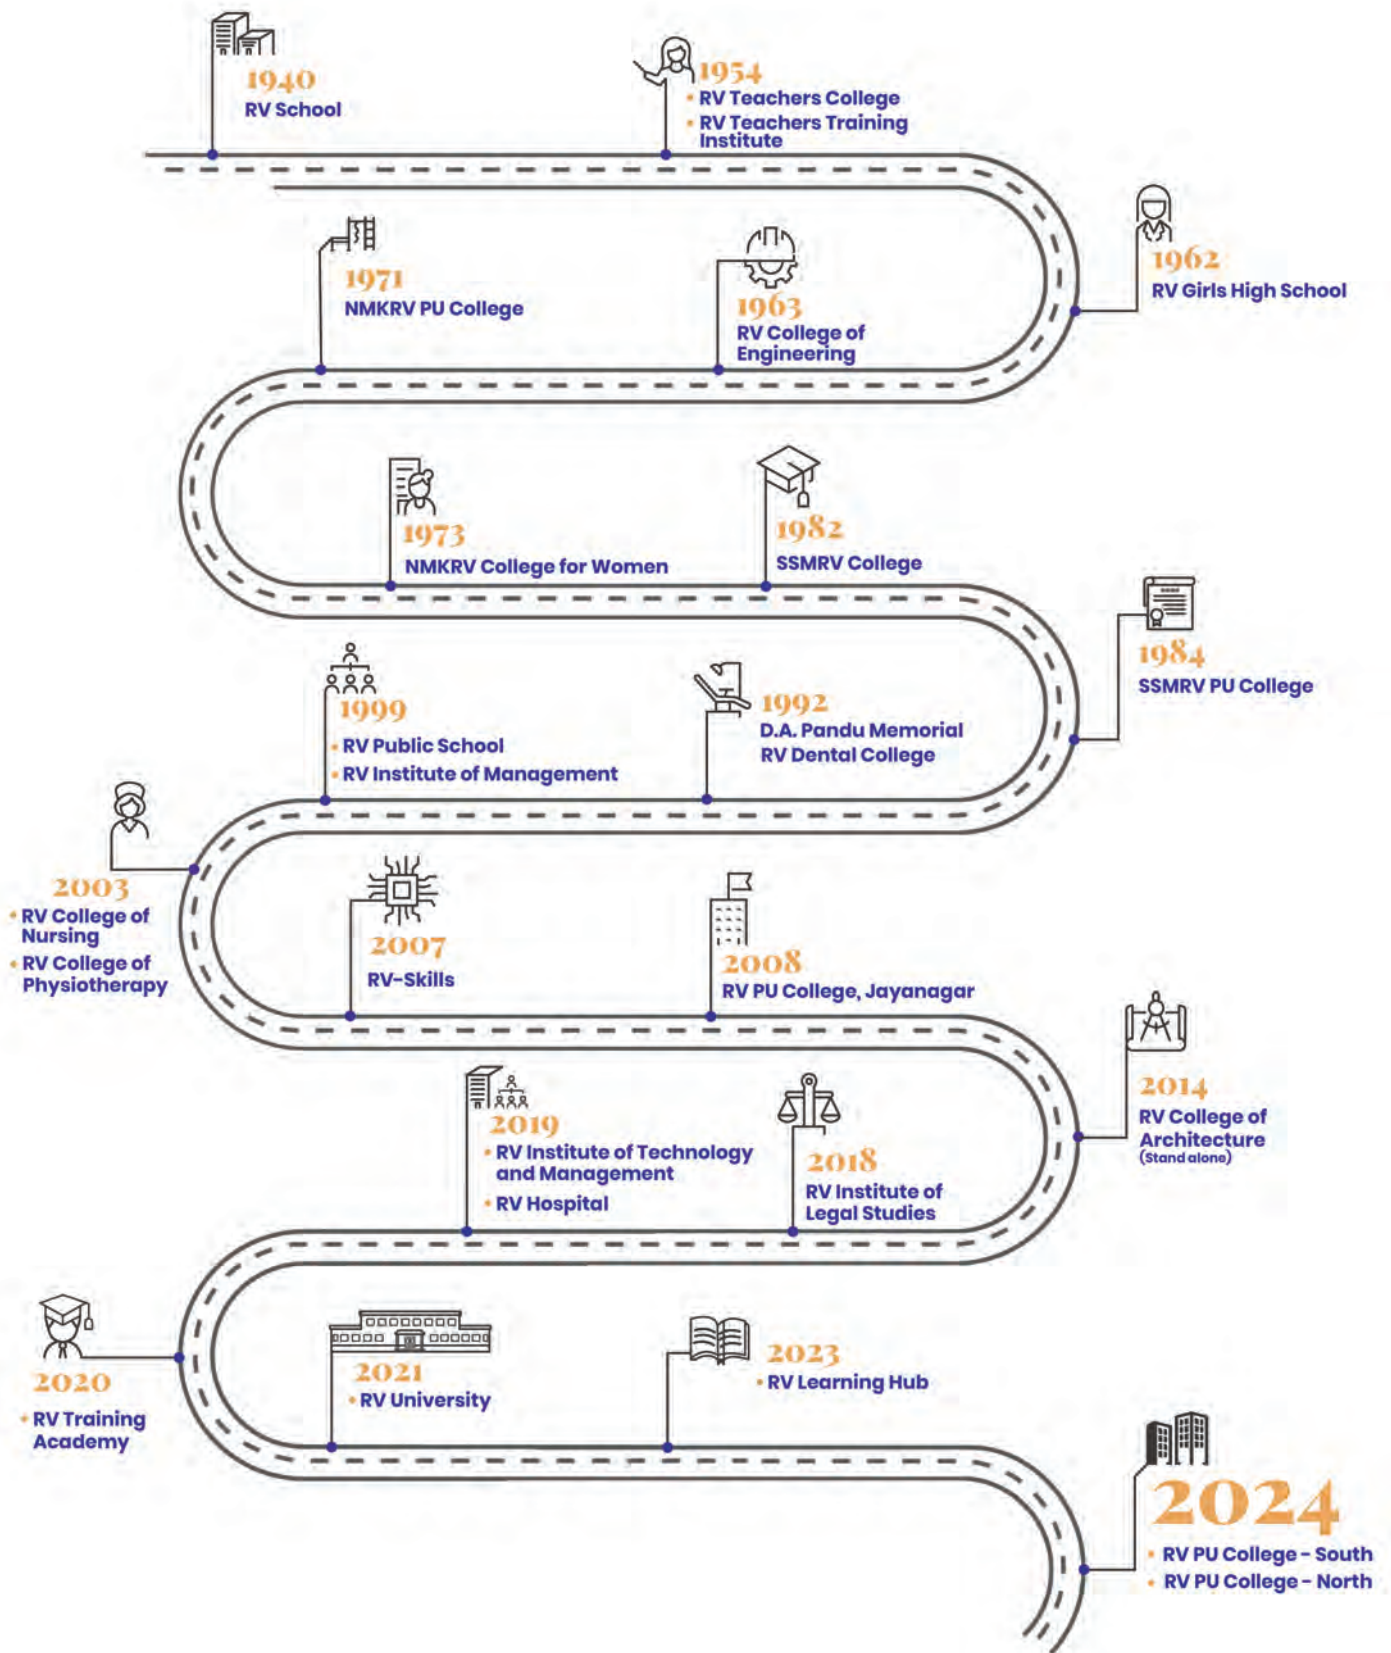 1940
RV School
1954
• RV Teachers College
• RV Teachers Training
Institute
1962
RV Girls High School
1963
RV College of
Engineering
1971
NMKRV PU College
1973
NMKRV College for Women
1982
SSMRV College
1984
SSMRV PU College
1992
D.A. Pandu Memorial
RV Dental College
1999
• RV Public School
• RV Institute of Management
2003
• RV College of
Nursing
• RV College of
Physiotherapy
2007
RV-Skills
2008
RV PU College, Jayanagar
2014
RV College of
Architecture
(Stand alone)
2018
RV Institute of
Legal Studies
2019
• RV Institute of Technology
and Management
• RV Hospital
2020
• RV Training
Academy
2021
• RV University
2023
• RV Learning Hub
2024
• RV PU College - South
• RV PU College - North